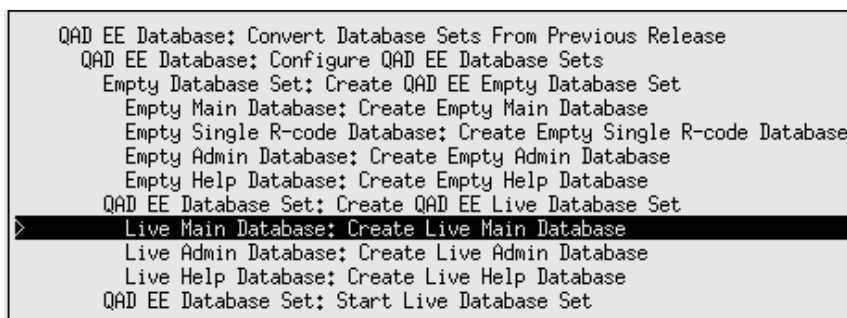 QAD EE Database: Convert Database Sets From Previous Release
QAD EE Database: Configure QAD EE Database Sets
Empty Database Set: Create QAD EE Empty Database Set
Empty Main Database: Create Empty Main Database
Empty Single R-code Database: Create Empty Single R-code Database
Empty Admin Database: Create Empty Admin Database
Empty Help Database: Create Empty Help Database
QAD EE Database Set: Create QAD EE Live Database Set
Live Main Database: Create Live Main Database
Live Admin Database: Create Live Admin Database
Live Help Database: Create Live Help Database
QAD EE Database Set: Start Live Database Set